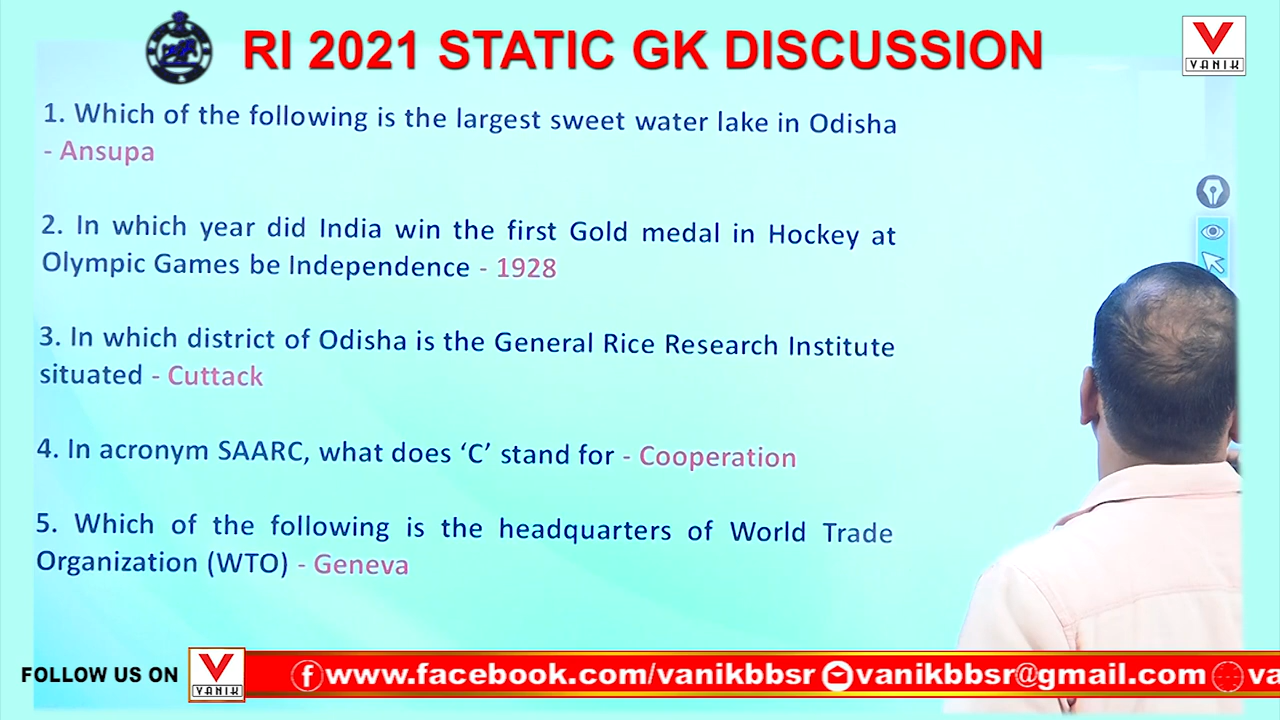 RI 2021 STATIC GK DISCUSSION
VANIK
1. Which of the following is the largest sweet water lake in Odisha
- Ansupa
2. In which year did India win the first Gold medal in Hockey at
Olympic Games be Independence - 1928
3. In which district of Odisha is the General Rice Research Institute
situated - Cuttack
4. In acronym SAARC, what does ‘C’ stand for - Cooperation
5. Which of the following is the headquarters of World Trade
Organization (WTO) - Geneva
FOLLOW US ON VANIK www.facebook.com/vanikbbsr vanikbbsr@gmail.com va